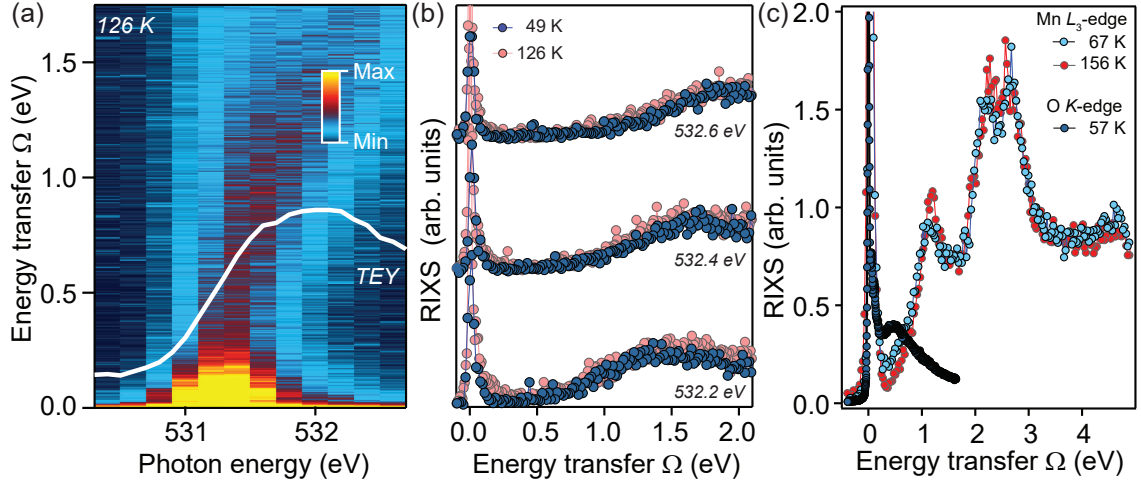 (a)
126 K
Max
Min
TEY
Energy transfer Ω (eV)
0.0
0.5
1.0
1.5
531
532
Photon energy (eV)
(b)
49 K
126 K
532.6 eV
532.4 eV
532.2 eV
RIXS (arb. units)
0.0
0.5
1.0
1.5
2.0
Energy transfer Ω (eV)
(c)
Mn L3-edge
67 K
156 K
O K-edge
57 K
RIXS (arb. units)
2.0
1.5
1.0
0.5
0.0
0
1
2
3
4
Energy transfer Ω (eV)